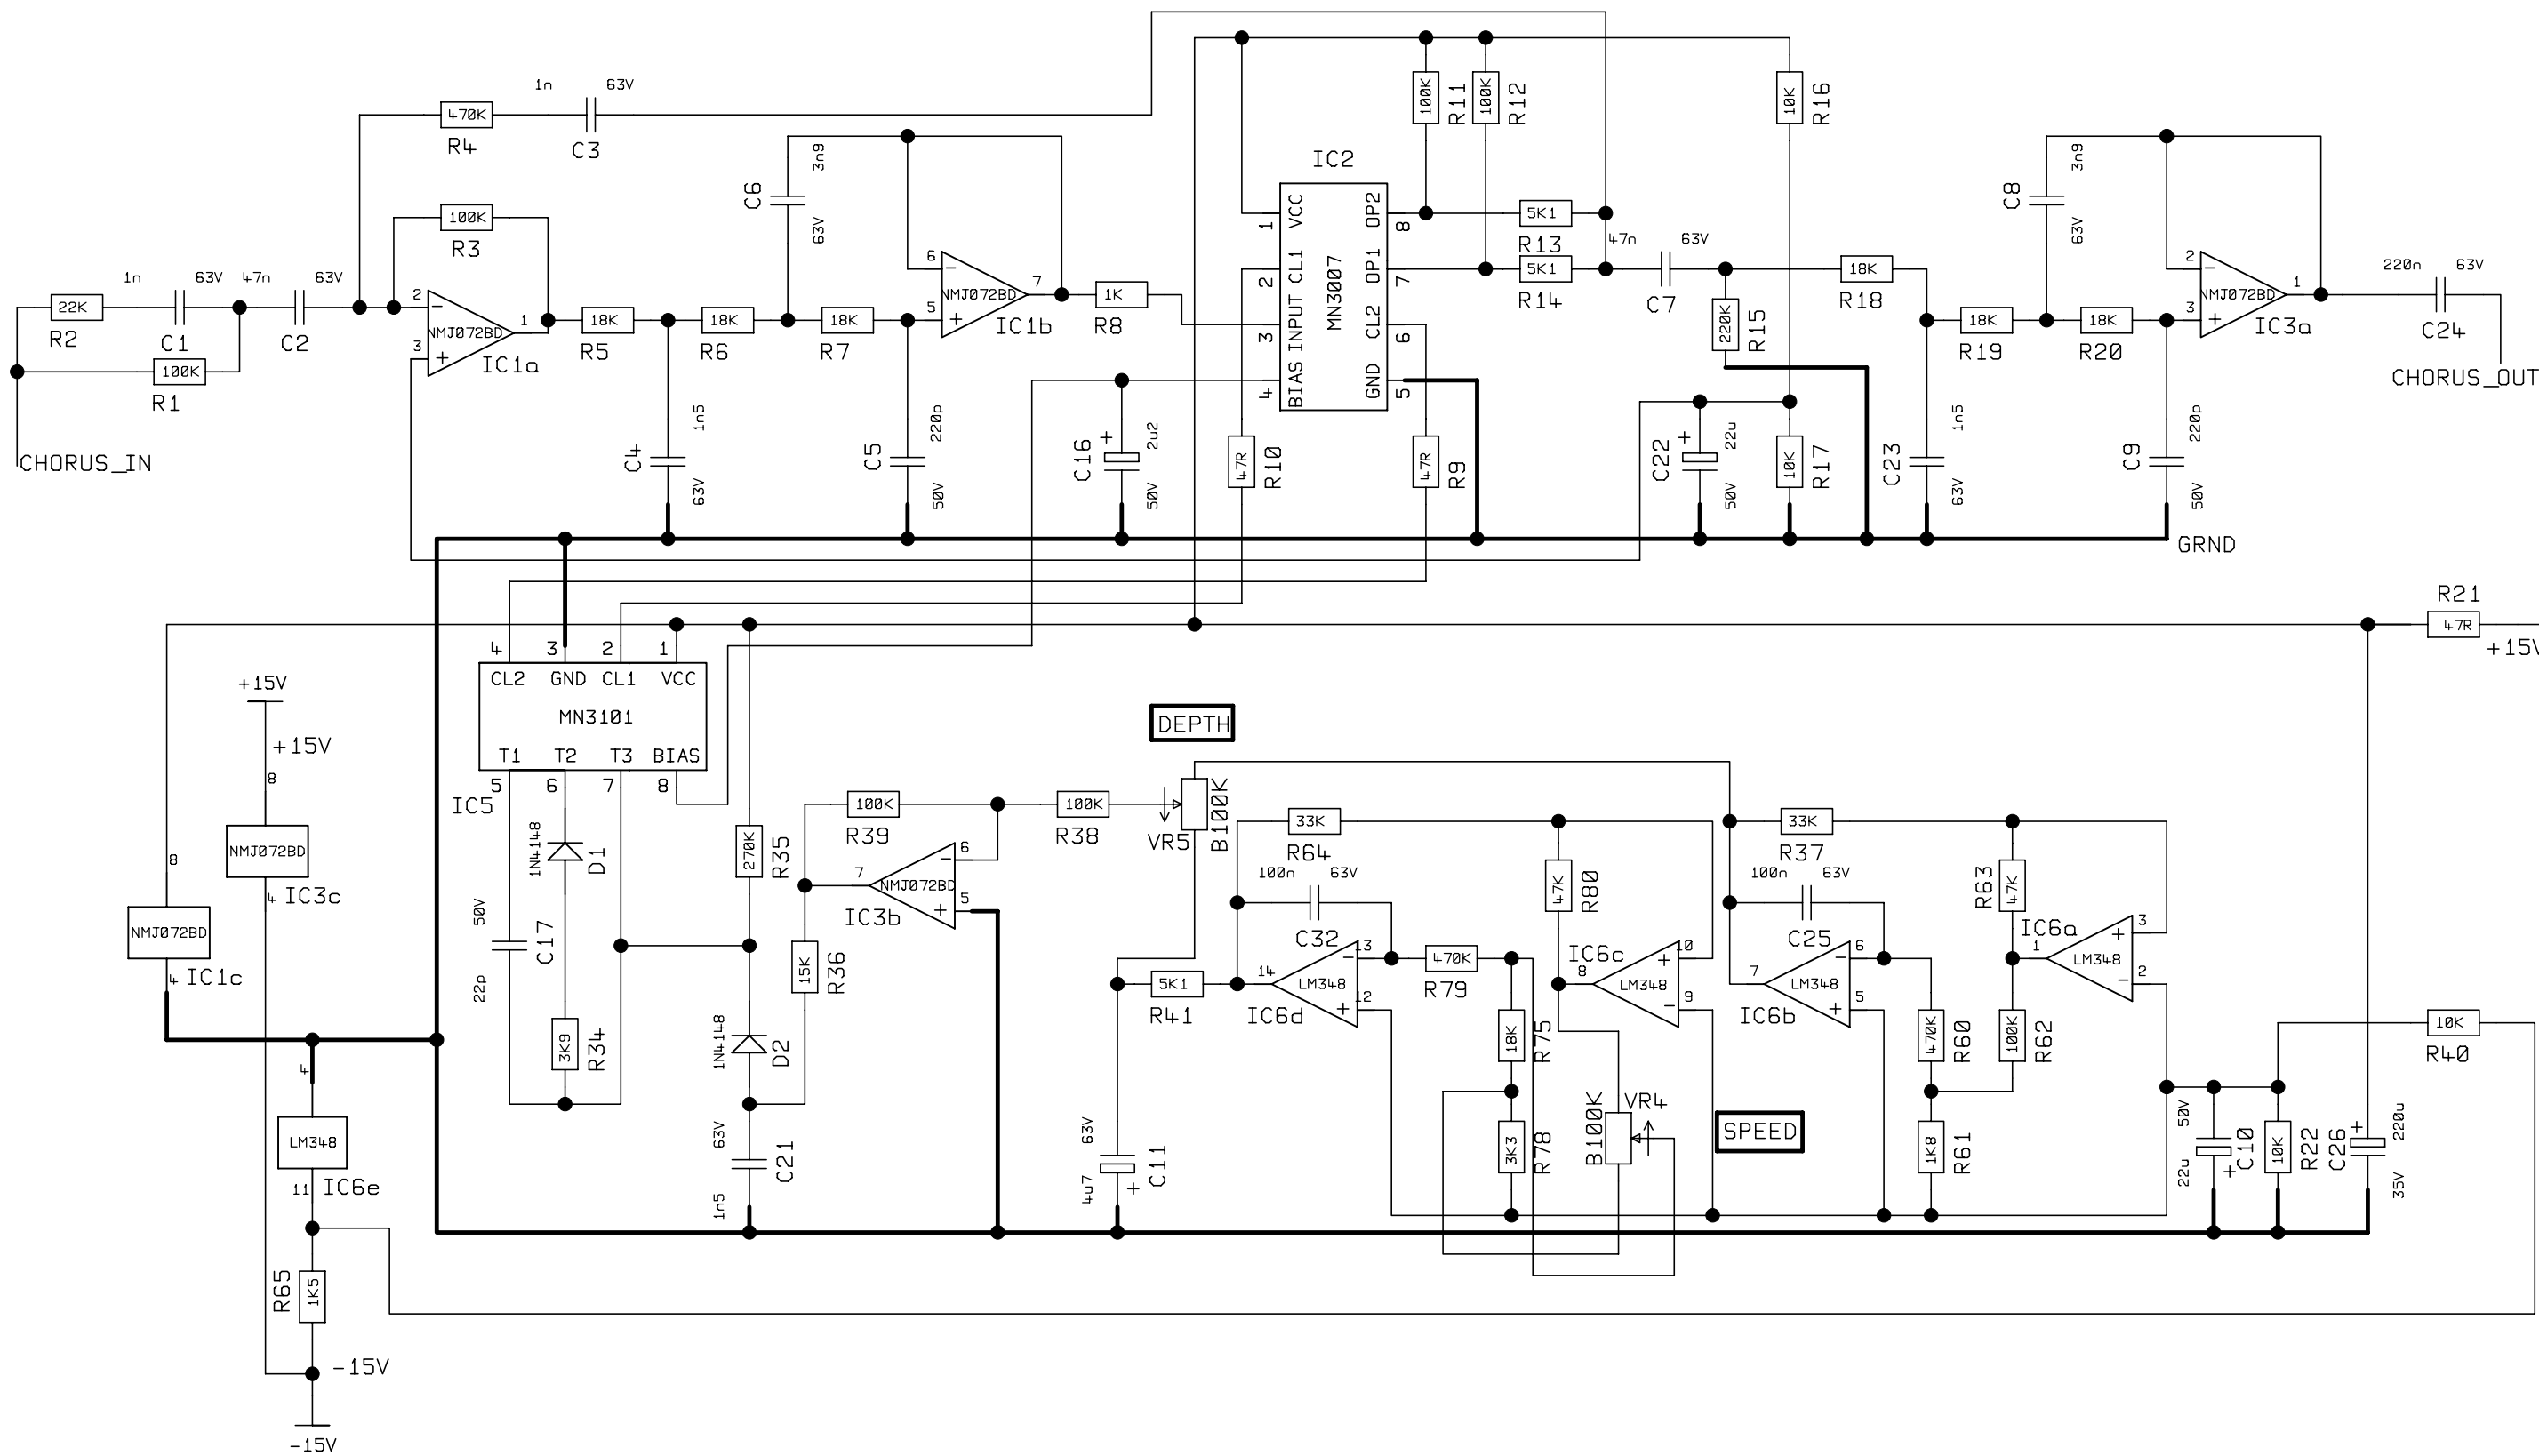 1n 63V
470K
R4
C3
100K
R3
1n 63V 47n 63V
22K
R2
C1
C2
100K
R1
CHORUS_IN
2
3
1
NMJ072BD
IC1a
18K
R5
18K
R6
18K
R7
C6
3n9
63V
6
5
7
NMJ072BD
IC1b
1K
R8
C4
1n5
63V
C5
220p
50V
C16
+
2u2
50V
IC2
MN3007
1 VCC
2 CL1
3 INPUT
4 BIAS
OP2 8
OP1 7
CL2 6
GND 5
100K
R11
100K
R12
10K
R16
5K1
R13
5K1
R14
47n 63V
C7
220K
R15
47R
R10
47R
R9
C22
+
22u
50V
10K
R17
18K
R18
18K
R19
18K
R20
C23
1n5
63V
C8
3n9
63V
C9
220p
50V
2
3
1
NMJ072BD
IC3a
220n 63V
C24
CHORUS_OUT
GRND
R21
47R
+15V
4 3 2 1
CL2 GND CL1 VCC
MN3101
T1 T2 T3 BIAS
5 6 7 8
IC5
+15V
+15V
8
NMJ072BD
4
IC3c
8
NMJ072BD
4
IC1c
4
LM348
11
IC6e
R65
1K5
-15V
-15V
50V
C17
22p
1N4148
D1
3K9
R34
270K
R35
1N4148
D2
63V
C21
1n5
15K
R36
100K
R39
100K
R38
6
5
7
NMJ072BD
IC3b
DEPTH
VR5
B100K
5K1
R41
63V
C11
4u7
+
33K
R64
100n 63V
C32
13
12
14
LM348
IC6d
470K
R79
18K
R75
3K3
R78
47K
R80
IC6c
10
9
8
LM348
B100K
VR4
SPEED
33K
R37
100n 63V
C25
6
5
7
LM348
IC6b
470K
R60
1K8
R61
R63
47K
100K
R62
IC6a
3
2
1
LM348
10K
R40
50V
C10
22u
+
10K
R22
C26
+
220u
35V